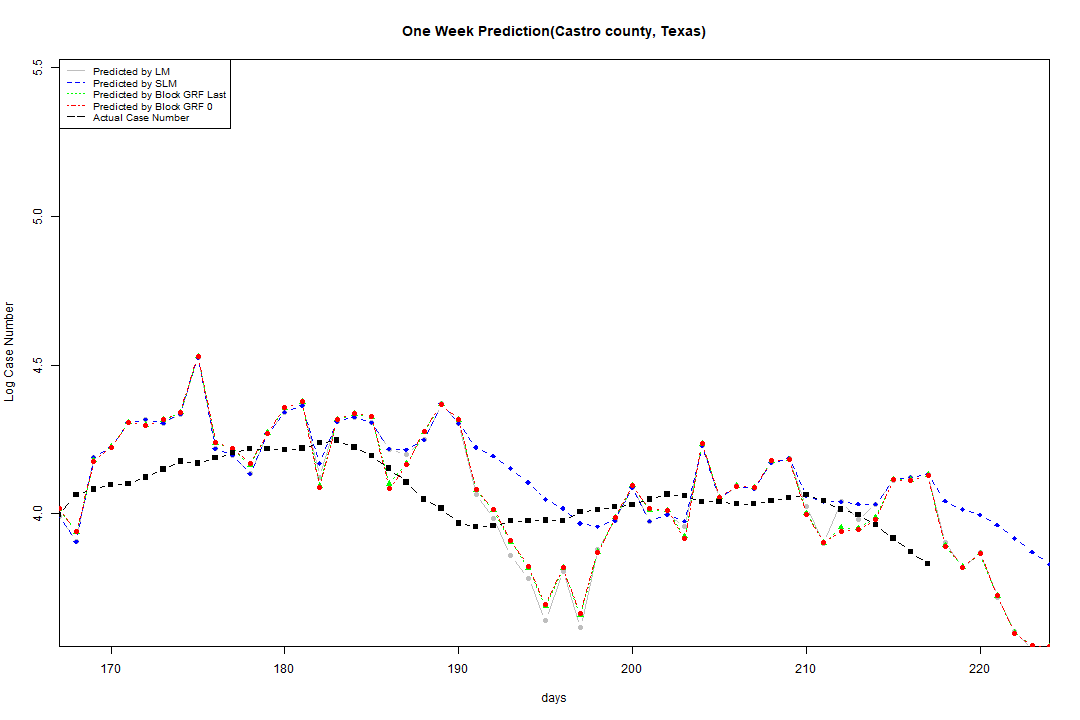 One Week Prediction(Castro county, Texas)
Predicted by LM
Predicted by SLM
Predicted by Block GRF Last
Predicted by Block GRF 0
Actual Case Number
5.5
5.0
4.5
4.0
Log Case Number
170 180 190 200 210 220
days